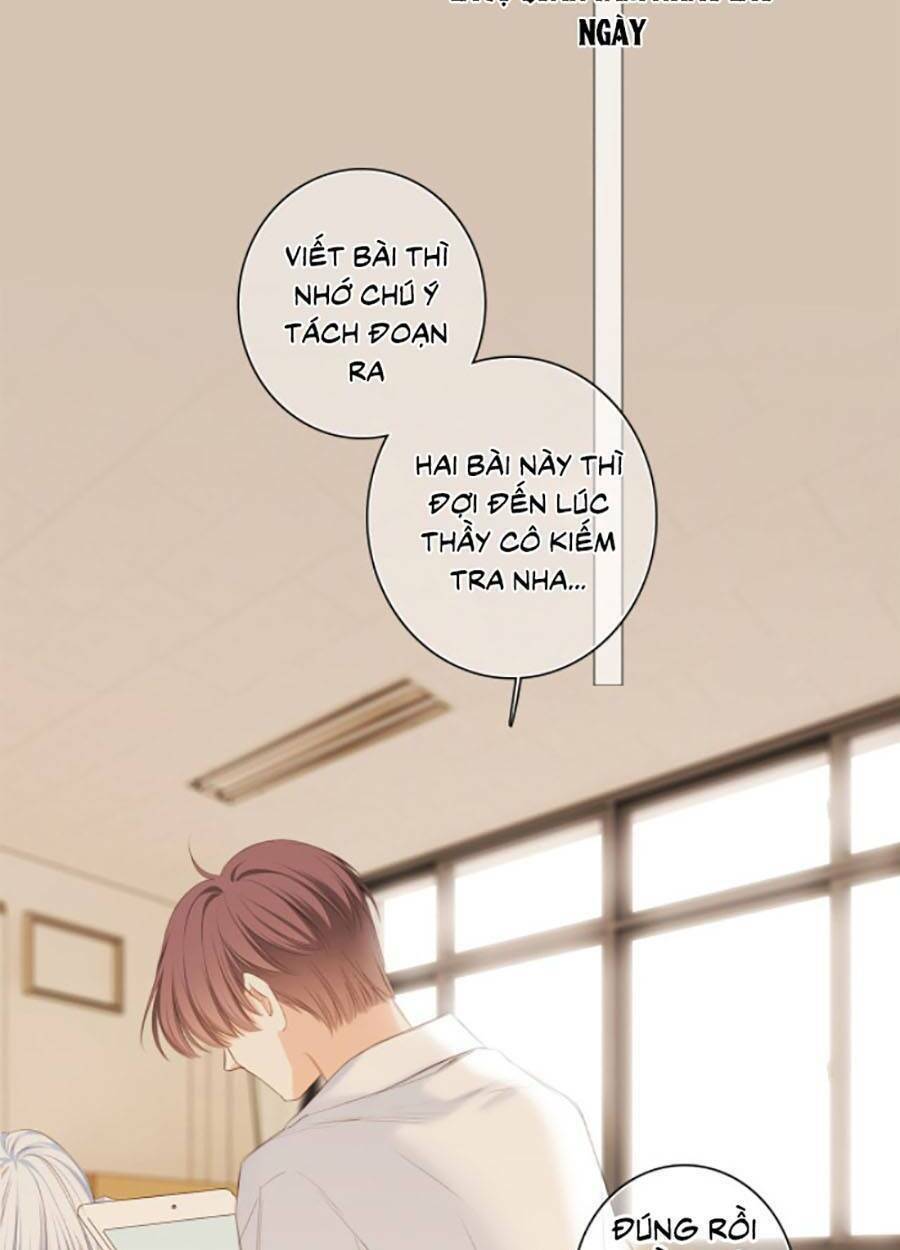 NGÀY
VIẾT BÀI THÌ
NHỚ CHÚ Ý
TÁCH ĐOẠN
RA
HAI BÀI NÀY THÌ
ĐỢI ĐẾN LÚC
THẦY CÔ KIỂM
TRA NHA...
ĐÚNG RỒI